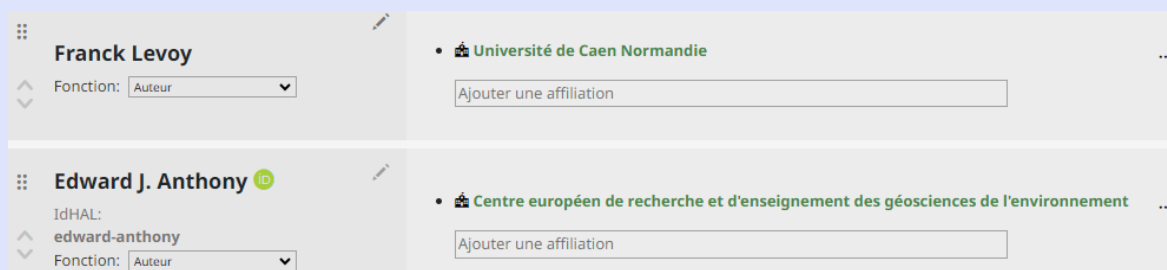 Franck Levoy
Fonction: Auteur
Université de Caen Normandie
Ajouter une affiliation
Edward J. Anthony iD
IdHAL:
edward-anthony
Fonction: Auteur
Centre européen de recherche et d'enseignement des géosciences de l'environnement
Ajouter une affiliation